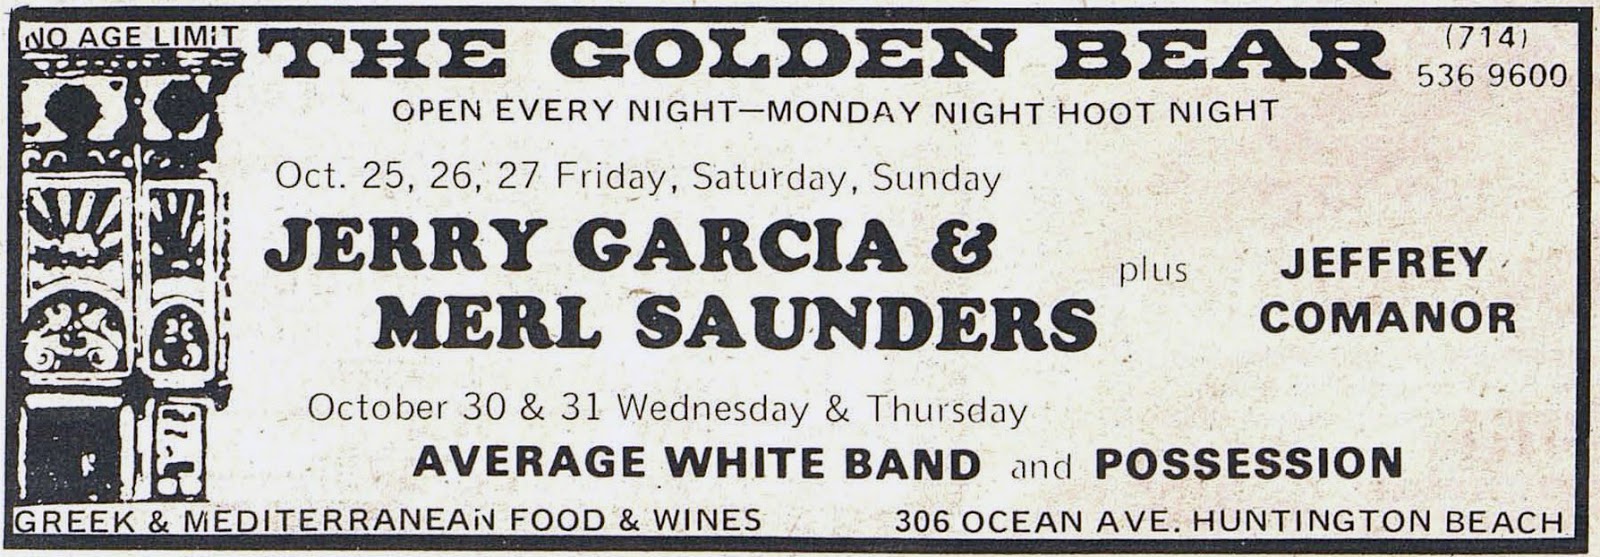 NO AGE LIMIT
THE GOLDEN BEAR
(714)
536 9600
OPEN EVERY NIGHT—MONDAY NIGHT HOOT NIGHT
Oct. 25, 26, 27 Friday, Saturday, Sunday
JERRY GARCIA &
MERL SAUNDERS
plus
JEFFREY
COMANOR
October 30 & 31 Wednesday & Thursday
AVERAGE WHITE BAND and POSSESSION
GREEK & MEDITERRANEAN FOOD & WINES
306 OCEAN AVE. HUNTINGTON BEACH